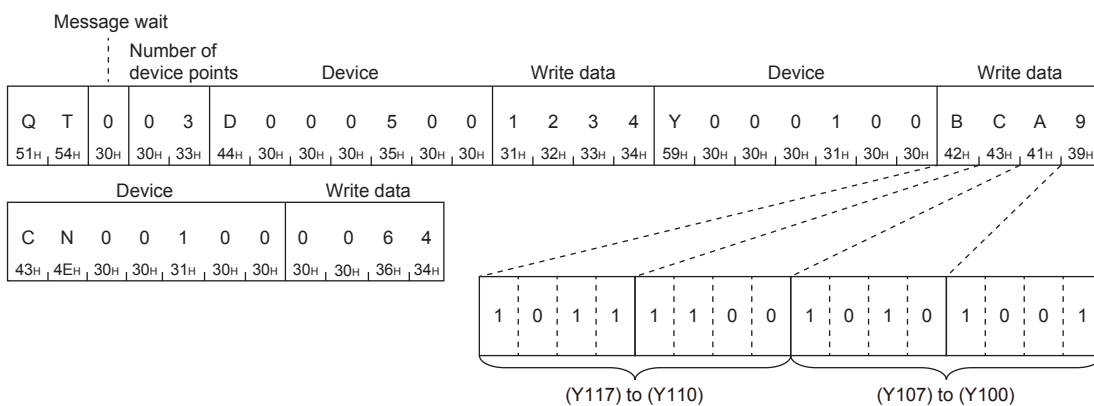 Message wait
Number of
device points Device Write data Device Write data
Q T 0 0 3 D 0 0 0 5 0 0 1 2 3 4 Y 0 0 0 1 0 0 B C A 9
51H 54H 30H 30H 33H 44H 30H 30H 30H 35H 30H 30H 31H 32H 33H 34H 59H 30H 30H 30H 31H 30H 30H 42H 43H 41H 39H
Device Write data
C N 0 0 1 0 0 0 0 6 4
43H 4EH 30H 30H 31H 30H 30H 30H 30H 36H 34H
1 0 1 1 1 1 0 0 1 0 1 0 1 0 0 1
(Y117) to (Y110) (Y107) to (Y100)